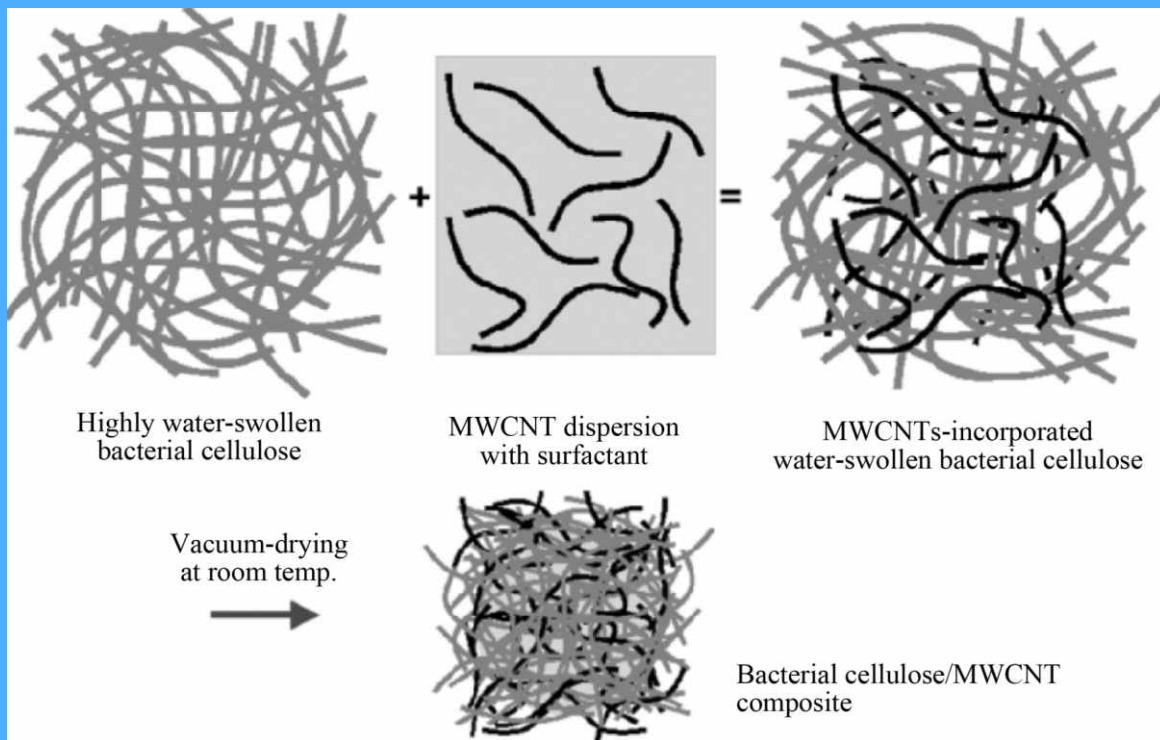 +
=
Highly water-swollen
bacterial cellulose
MWCNT dispersion
with surfactant
MWCNTs-incorporated
water-swollen bacterial cellulose
Vacuum-drying
at room temp.
Bacterial cellulose/MWCNT
composite